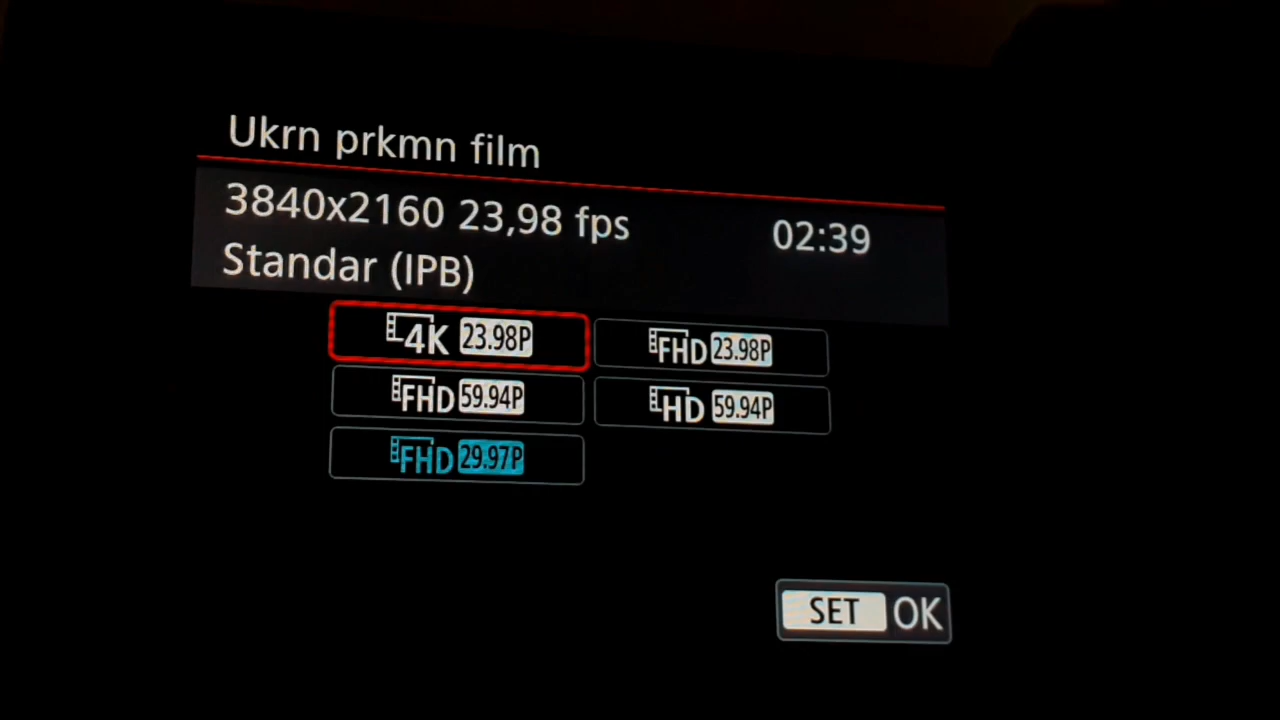 Ukrn prkmn film
3840x2160 23,98 fps 02:39
Standar (IPB)
4K 23.98P FHD 23.98P
FHD 59.94P HD 59.94P
FHD 29.97P
SET OK